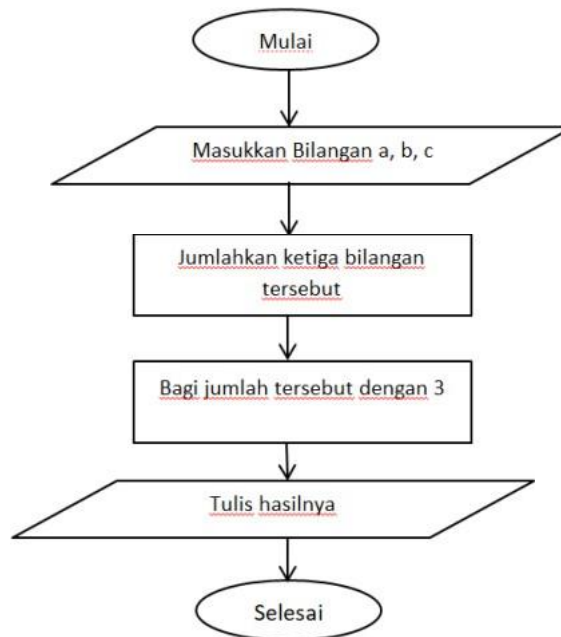 Mulai
Masukkan Bilangan a, b, c
Jumlahkan ketiga bilangan
tersebut
Bagi jumlah tersebut dengan 3
Tulis hasilnya
Selesai